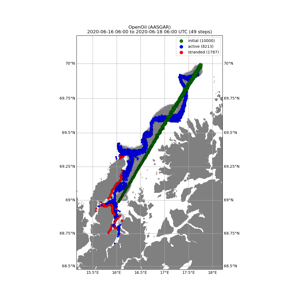 OpenOil (AASGAR)
2020-06-16 06:00 to 2020-06-18 06:00 UTC (49 steps)
initial (10000)
active (8213)
stranded (1787)
70°N 70°N
69.75°N 69.75°N
69.5°N 69.5°N
69.25°N 69.25°N
69°N 69°N
68.75°N 68.75°N
68.5°N 68.5°N
15.5°E 16°E 16.5°E 17°E 17.5°E 18°E